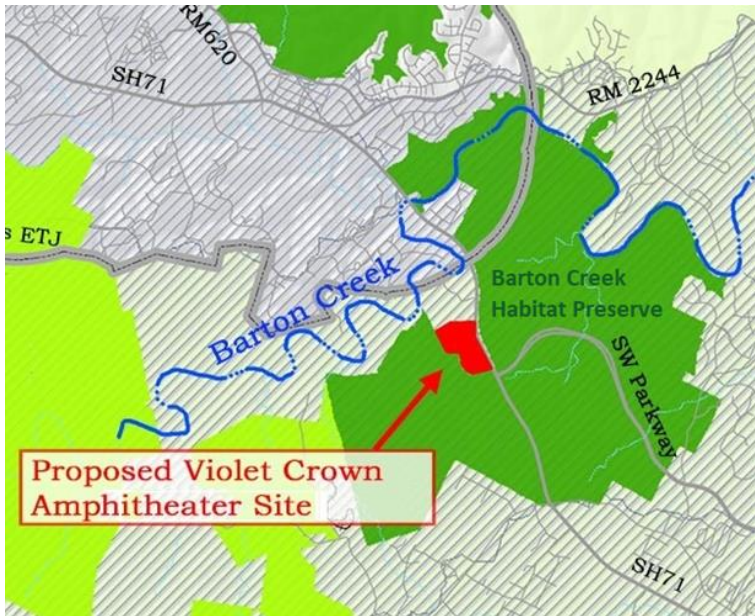 RM620
SH71
RM 2244
s ETJ
Barton Creek
Barton Creek
Habitat Preserve
SW Parkway
Proposed Violet Crown
Amphitheater Site
SH71